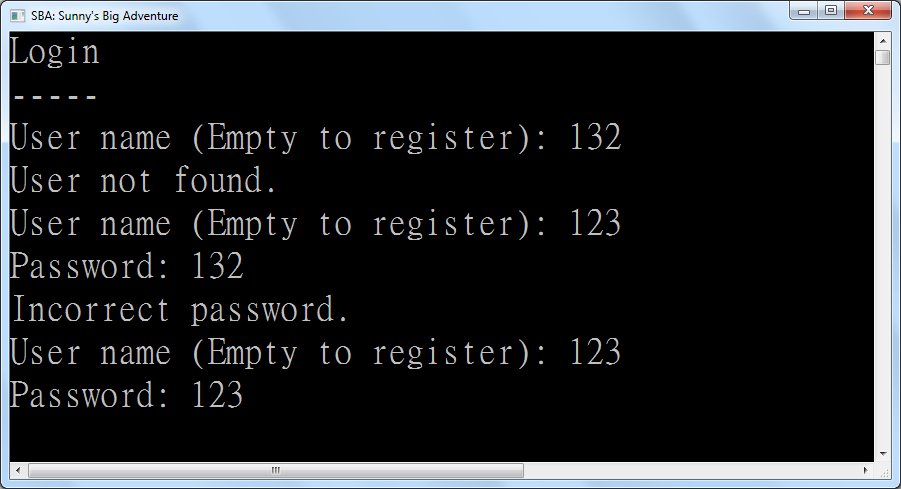 SBA: Sunny's Big Adventure
Login
-----
User name (Empty to register): 132
User not found.
User name (Empty to register): 123
Password: 132
Incorrect password.
User name (Empty to register): 123
Password: 123